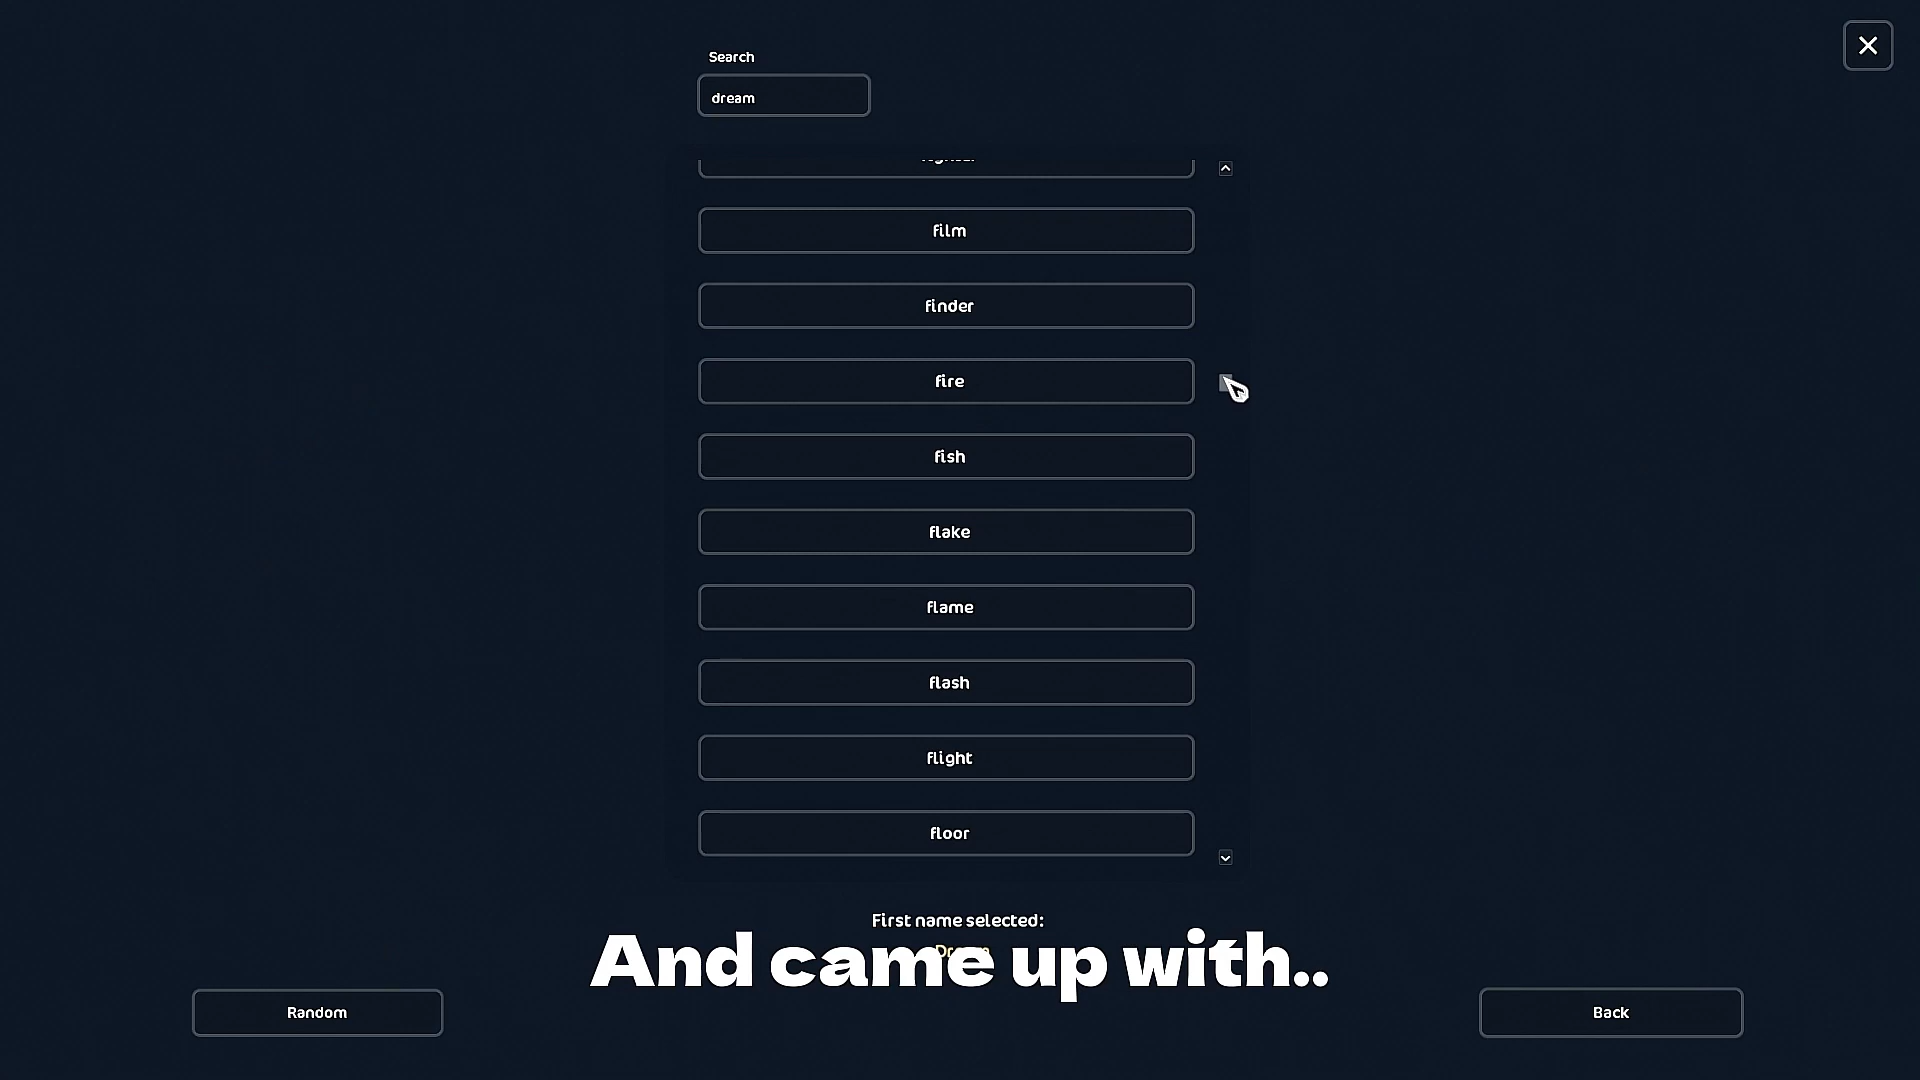 Search
dream
film
finder
fire
fish
flake
flame
flash
flight
floor
First name selected:
And came up with..
Random
Back